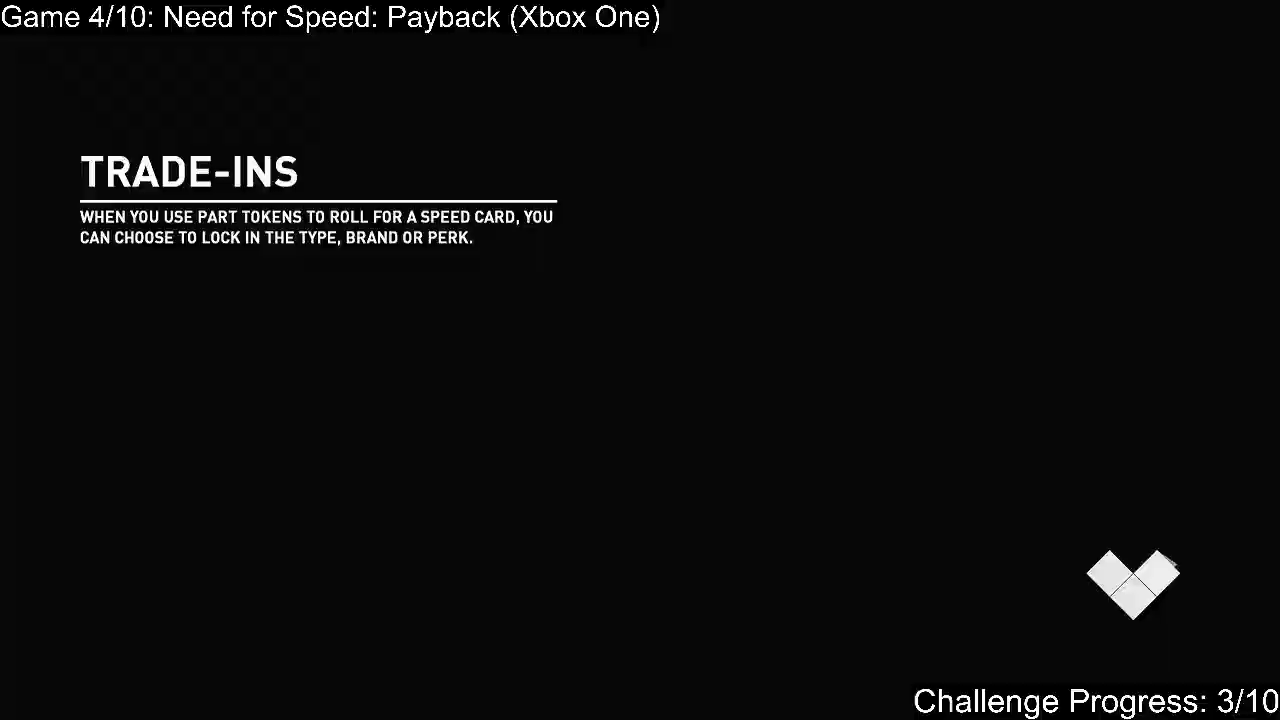 Game 4/10: Need for Speed: Payback (Xbox One)
TRADE-INS
WHEN YOU USE PART TOKENS TO ROLL FOR A SPEED CARD, YOU
CAN CHOOSE TO LOCK IN THE TYPE, BRAND OR PERK.
Challenge Progress: 3/10